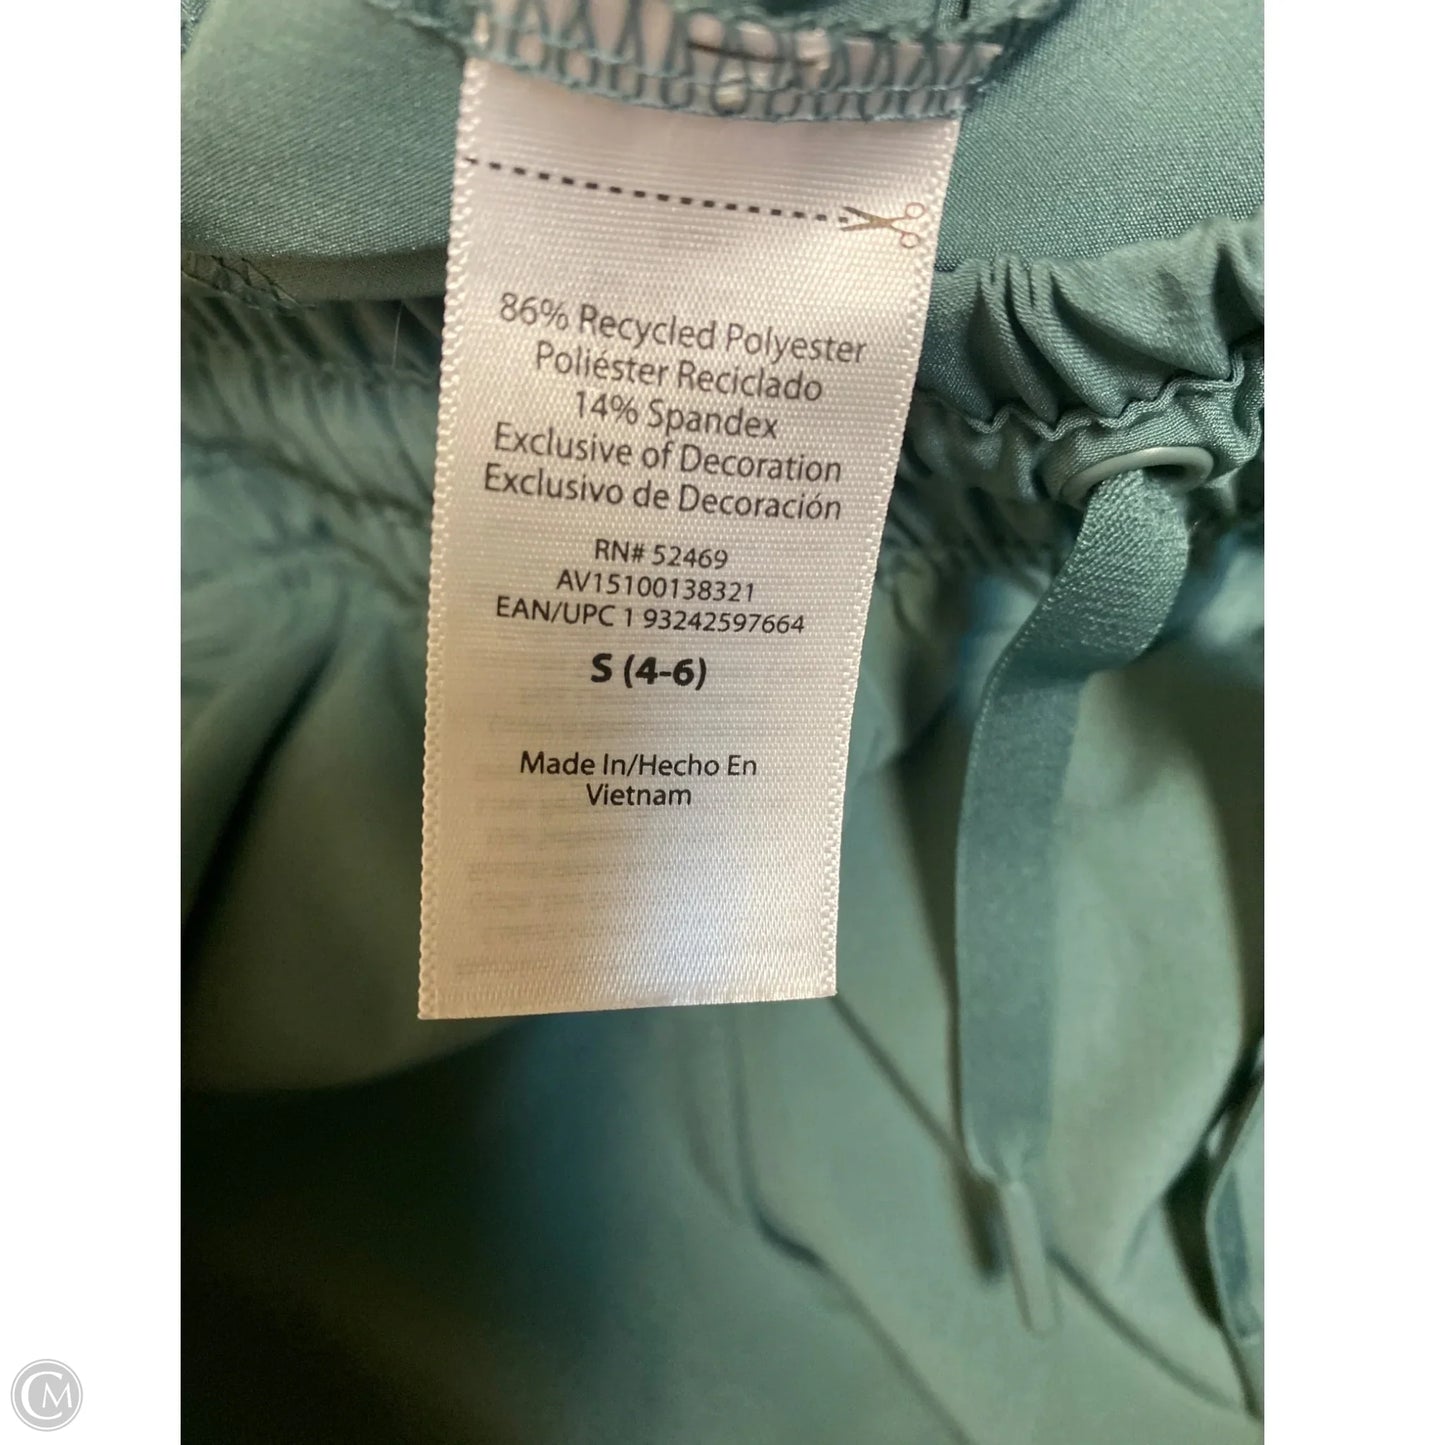 86% Recycled Polyester
Poliéster Reciclado
14% Spandex
Exclusive of Decoration
Exclusivo de Decoración
RN# 52469
AV15100138321
EAN/UPC 1 93242597664
S (4-6)
Made In/Hecho En
Vietnam
CM